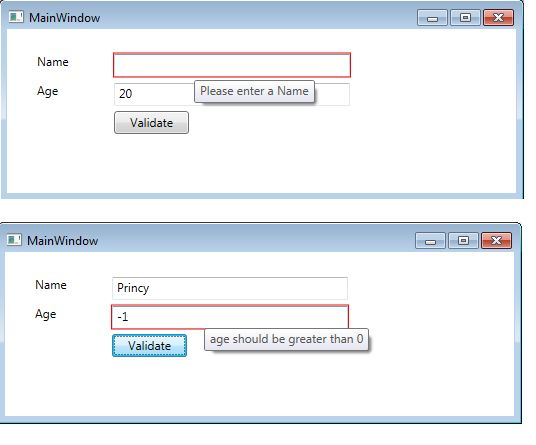 MainWindow
Name
Age
20
Please enter a Name
Validate
MainWindow
Name
Princy
Age
-1
Validate
age should be greater than 0